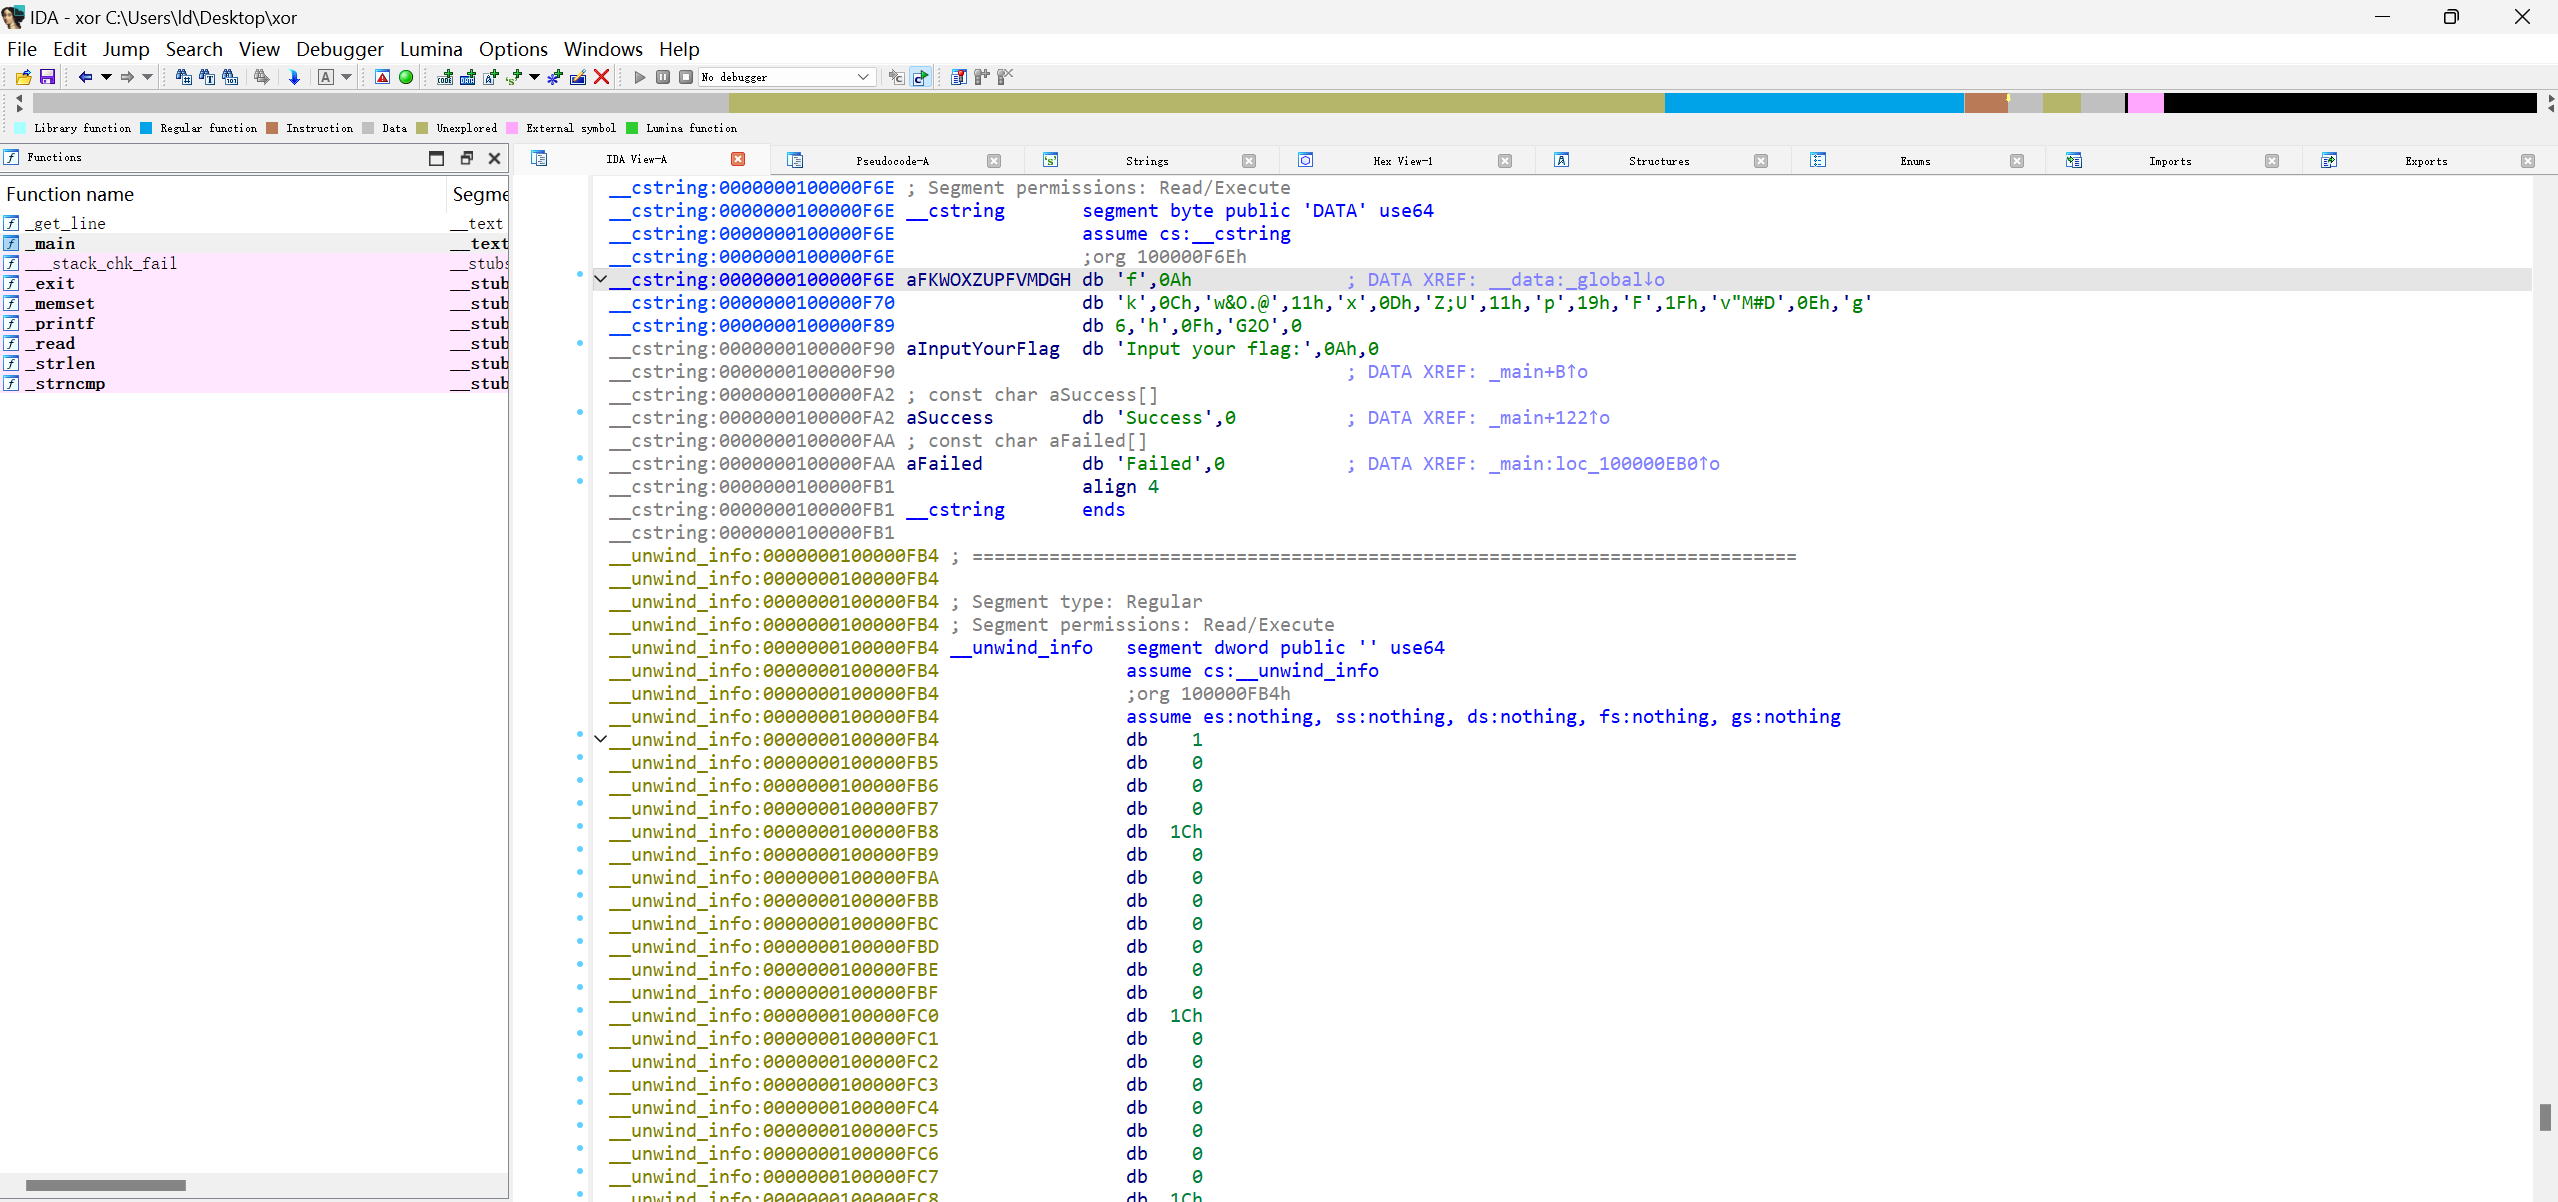 IDA - xor C:\Users\ld\Desktop\xor
File Edit Jump Search View Debugger Lumina Options Windows Help
No debugger
Library function Regular function Instruction Data Unexplored External symbol Lumina function
Functions
IDA View-A Pseudocode-A Strings Hex View-1 Structures Enums Imports Exports
Function name Segme
_get_line __text
_main __text
___stack_chk_fail __stubs
_exit __stub
_memset __stub
_printf __stub
_read __stub
_strlen __stub
_strncmp __stub
__cstring:0000000100000F6E ; Segment permissions: Read/Execute
__cstring:0000000100000F6E __cstring segment byte public 'DATA' use64
__cstring:0000000100000F6E assume cs:__cstring
__cstring:0000000100000F6E ;org 100000F6Eh
__cstring:0000000100000F6E aFKWOXZUPFVMDGH db 'f',0Ah ; DATA XREF: __data:_global↓o
__cstring:0000000100000F70 db 'k',0Ch,'w&O.@',11h,'x',0Dh,'Z;U',11h,'p',19h,'F',1Fh,'v"M#D',0Eh,'g'
__cstring:0000000100000F89 db 6,'h',0Fh,'G2O',0
__cstring:0000000100000F90 aInputYourFlag db 'Input your flag:',0Ah,0
__cstring:0000000100000F90 ; DATA XREF: _main+B↑o
__cstring:0000000100000FA2 ; const char aSuccess[]
__cstring:0000000100000FA2 aSuccess db 'Success',0 ; DATA XREF: _main+122↑o
__cstring:0000000100000FAA ; const char aFailed[]
__cstring:0000000100000FAA aFailed db 'Failed',0 ; DATA XREF: _main:loc_100000EB0↑o
__cstring:0000000100000FB1 align 4
__cstring:0000000100000FB1 __cstring ends
__cstring:0000000100000FB1
__unwind_info:0000000100000FB4 ; ===========================================================================
__unwind_info:0000000100000FB4
__unwind_info:0000000100000FB4 ; Segment type: Regular
__unwind_info:0000000100000FB4 ; Segment permissions: Read/Execute
__unwind_info:0000000100000FB4 __unwind_info segment dword public '' use64
__unwind_info:0000000100000FB4 assume cs:__unwind_info
__unwind_info:0000000100000FB4 ;org 100000FB4h
__unwind_info:0000000100000FB4 assume es:nothing, ss:nothing, ds:nothing, fs:nothing, gs:nothing
__unwind_info:0000000100000FB4 db 1
__unwind_info:0000000100000FB5 db 0
__unwind_info:0000000100000FB6 db 0
__unwind_info:0000000100000FB7 db 0
__unwind_info:0000000100000FB8 db 1Ch
__unwind_info:0000000100000FB9 db 0
__unwind_info:0000000100000FBA db 0
__unwind_info:0000000100000FBB db 0
__unwind_info:0000000100000FBC db 0
__unwind_info:0000000100000FBD db 0
__unwind_info:0000000100000FBE db 0
__unwind_info:0000000100000FBF db 0
__unwind_info:0000000100000FC0 db 1Ch
__unwind_info:0000000100000FC1 db 0
__unwind_info:0000000100000FC2 db 0
__unwind_info:0000000100000FC3 db 0
__unwind_info:0000000100000FC4 db 0
__unwind_info:0000000100000FC5 db 0
__unwind_info:0000000100000FC6 db 0
__unwind_info:0000000100000FC7 db 0
__unwind_info:0000000100000FC8 db 1Ch